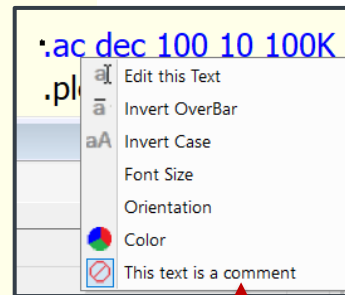 .ac dec 100 10 100K
.pl
Edit this Text
Invert OverBar
Invert Case
Font Size
Orientation
Color
This text is a comment